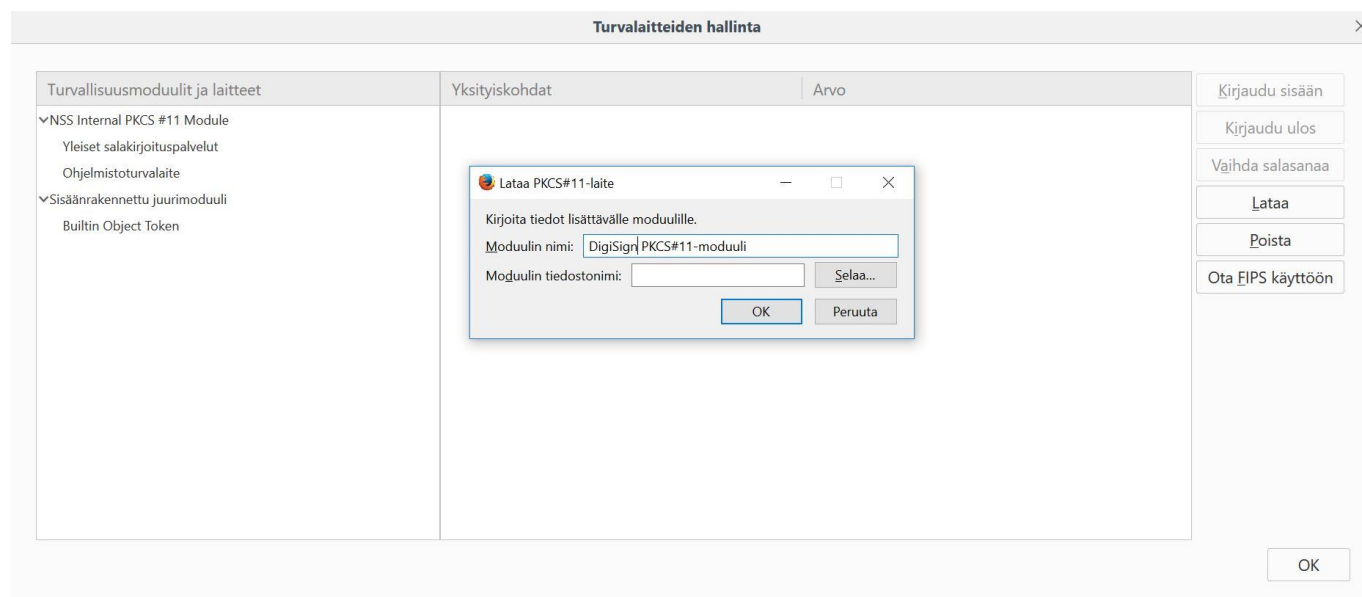 Turvalaitteiden hallinta
Turvallisuusmoduulit ja laitteet
Yksityiskohdat
Arvo
NSS Internal PKCS #11 Module
Yleiset salakirjoituspalvelut
Ohjelmistoturvalaite
Sisäänrakennettu juurimoduuli
Builtin Object Token
Lataa PKCS#11-laite
Kirjoita tiedot lisättävälle moduulille.
Moduulin nimi: DigiSign PKCS#11-moduuli
Moduulin tiedostonimi:
Selaa...
OK
Peruuta
Kirjaudu sisään
Kirjaudu ulos
Vaihda salasanaa
Lataa
Poista
Ota FIPS käyttöön
OK